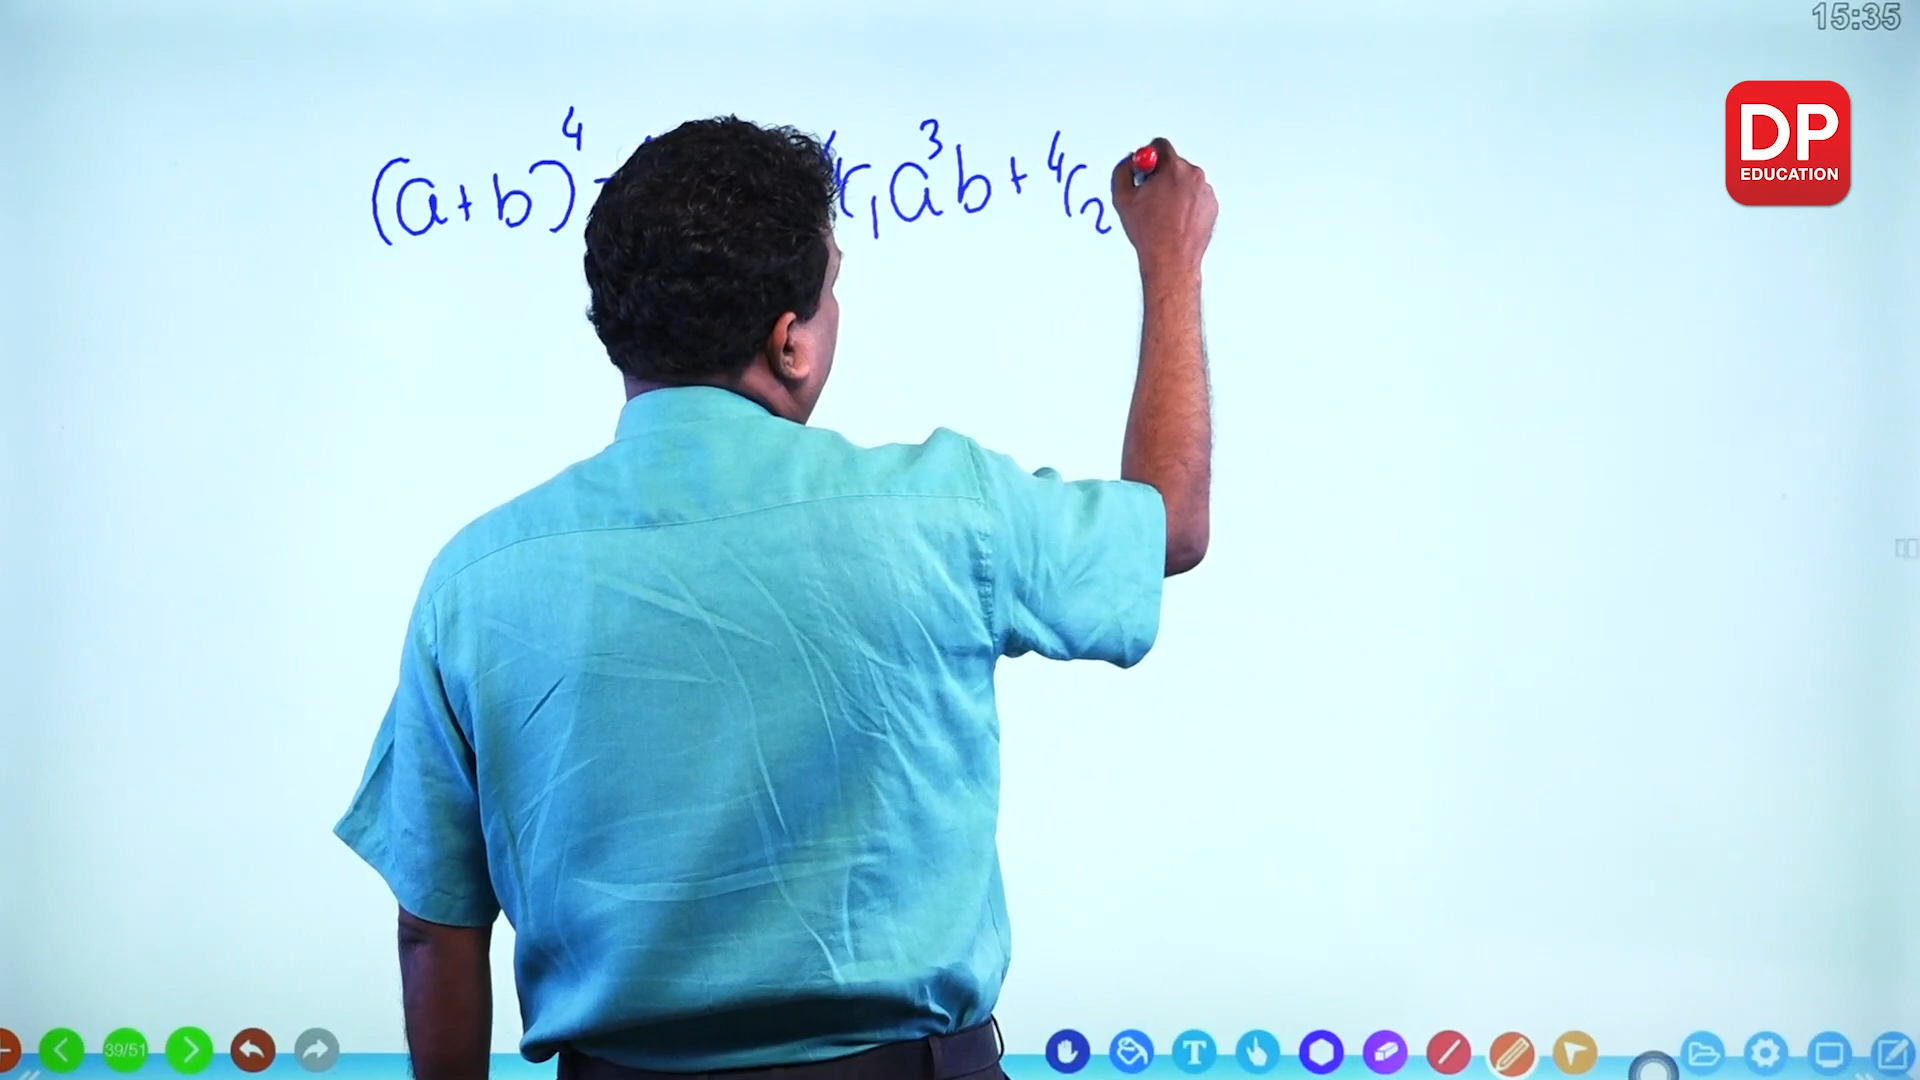 15:35
DP
EDUCATION
(a+b)⁴ ⁴C₁a³b + ⁴C₂
39/51
T